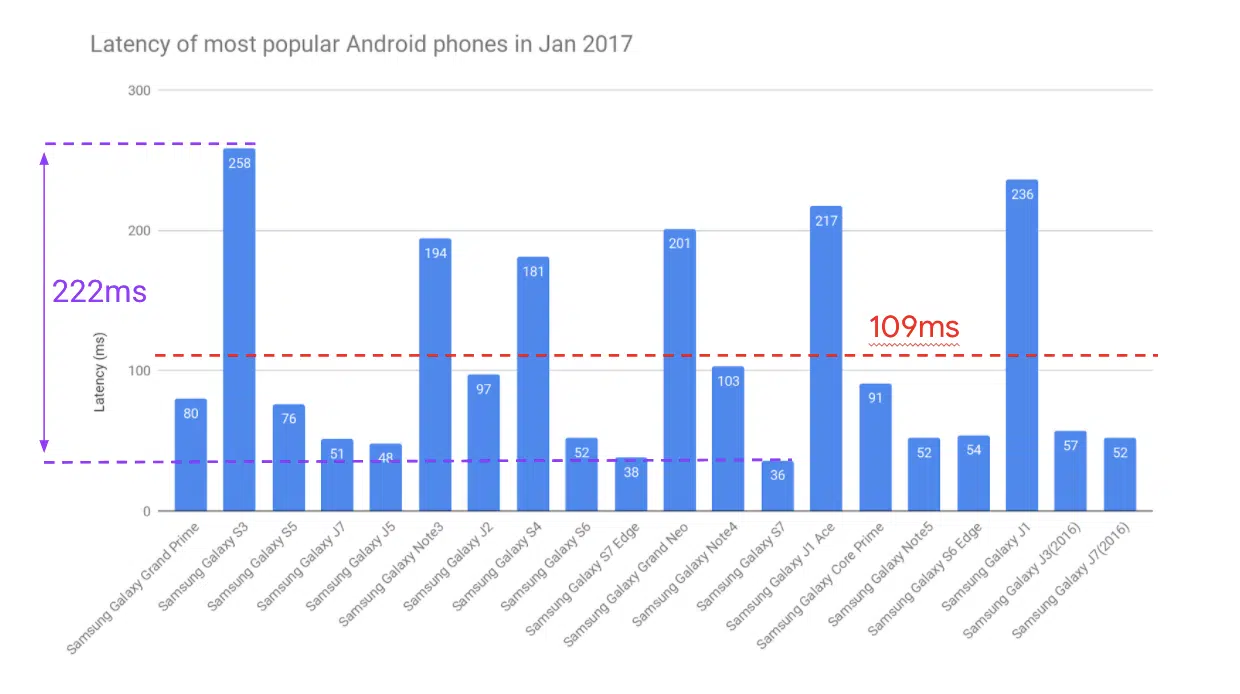 Latency of most popular Android phones in Jan 2017
300
258
236
217
200
201
194
181
222ms
109ms
Latency (ms)
100
103
97
91
80
76
57
54
52
52
52
51
48
38
36
0
Samsung Galaxy Grand Prime
Samsung Galaxy S3
Samsung Galaxy S5
Samsung Galaxy J7
Samsung Galaxy J5
Samsung Galaxy Note3
Samsung Galaxy J2
Samsung Galaxy S4
Samsung Galaxy S6
Samsung Galaxy S7 Edge
Samsung Galaxy Grand Neo
Samsung Galaxy Note4
Samsung Galaxy S7
Samsung Galaxy J1 Ace
Samsung Galaxy Core Prime
Samsung Galaxy Note5
Samsung Galaxy S6 Edge
Samsung Galaxy J1
Samsung Galaxy J3(2016)
Samsung Galaxy J7(2016)